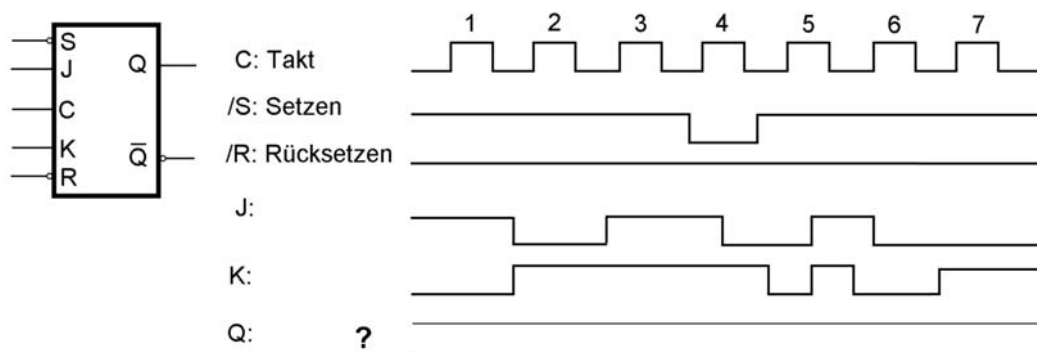 1 2 3 4 5 6 7
S
J Q
C
K Q̅
R
C: Takt
/S: Setzen
/R: Rücksetzen
J:
K:
Q: ?